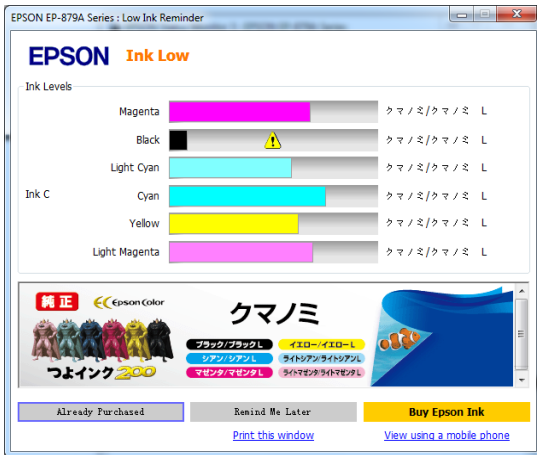 EPSON EP-879A Series : Low Ink Reminder
EPSON Ink Low
Ink Levels
Magenta クマノミ/クマノミ L
Black クマノミ/クマノミ L
Light Cyan クマノミ/クマノミ L
Ink C Cyan クマノミ/クマノミ L
Yellow クマノミ/クマノミ L
Light Magenta クマノミ/クマノミ L
純正 Epson Color クマノミ
ブラック/ブラックL イエロー/イエローL
シアン/シアンL ライトシアン/ライトシアンL
つよインク200 マゼンタ/マゼンタL ライトマゼンタ/ライトマゼンタL
Already Purchased Remind Me Later Buy Epson Ink
Print this window View using a mobile phone